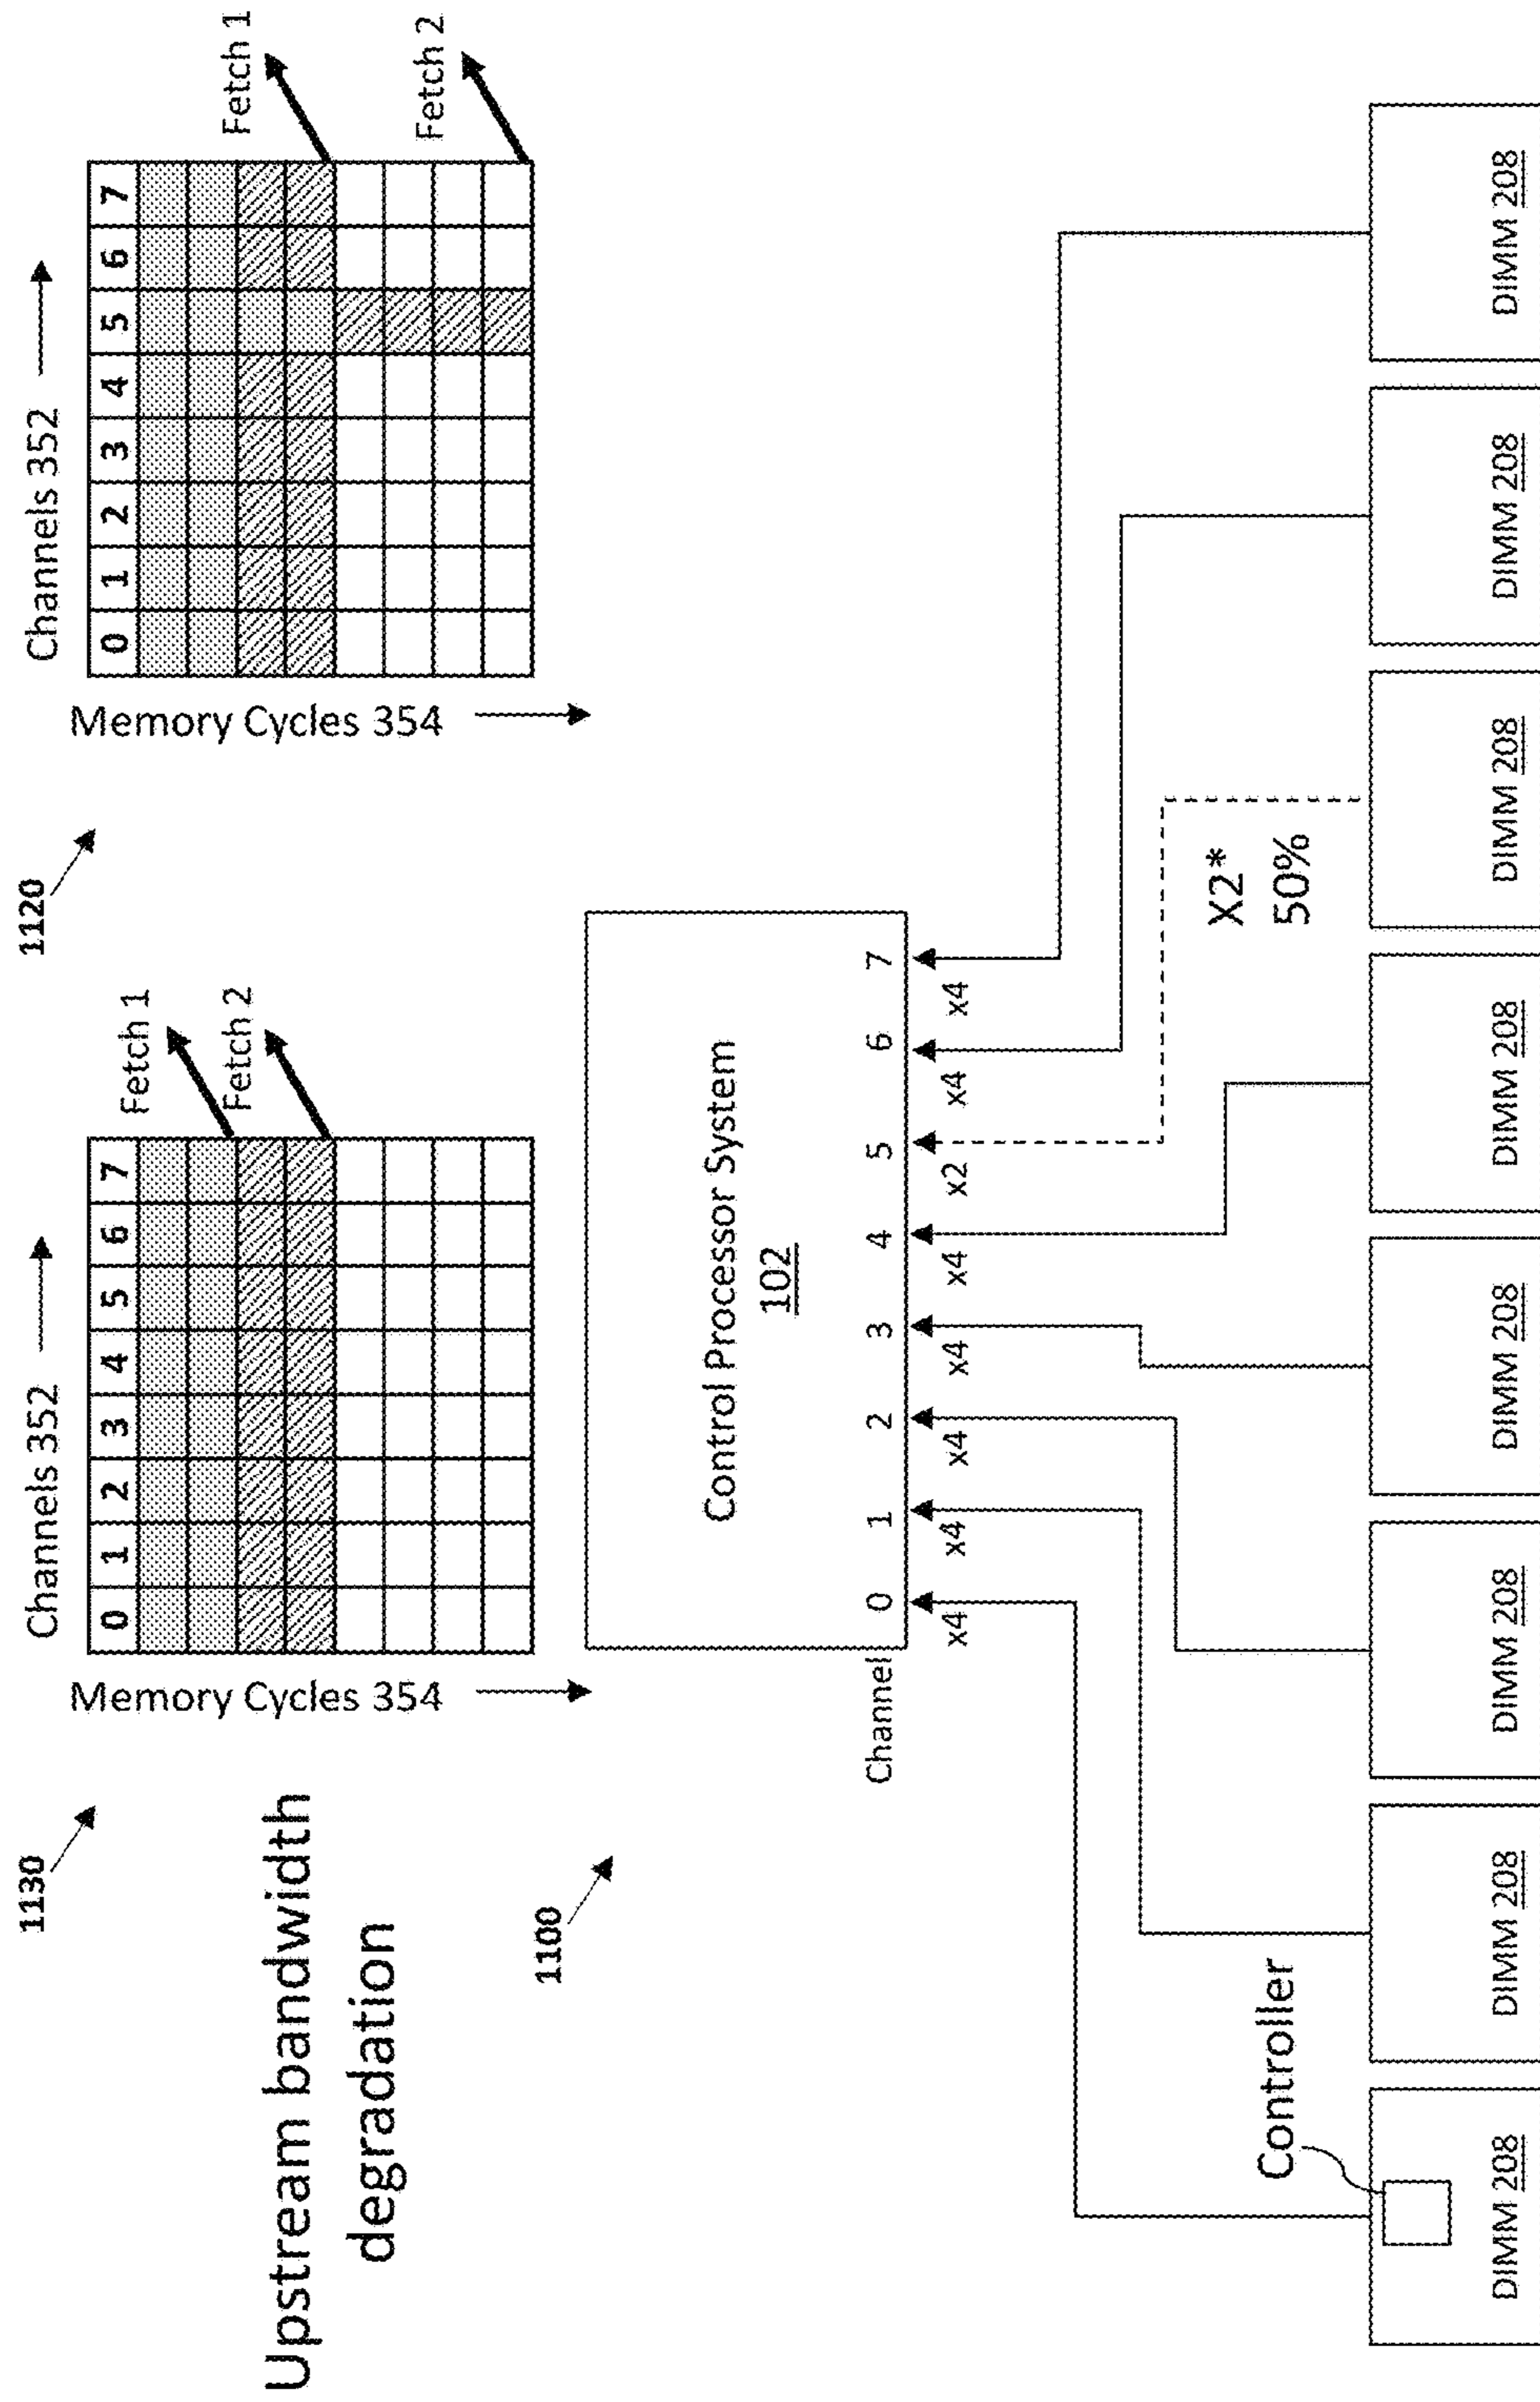 1130
1120
Channels 352
Channels 352
0 1 2 3 4 5 6 7
0 1 2 3 4 5 6 7
Memory Cycles 354
Memory Cycles 354
Fetch 1
Fetch 2
Fetch 1
Fetch 2
Upstream bandwidth
degradation
1100
Control Processor System
102
Channel
0 1 2 3 4 5 6 7
x4 x4 x4 x4 x4 x2 x4 x4
X2*
50%
Controller
DIMM 208
DIMM 208
DIMM 208
DIMM 208
DIMM 208
DIMM 208
DIMM 208
DIMM 208